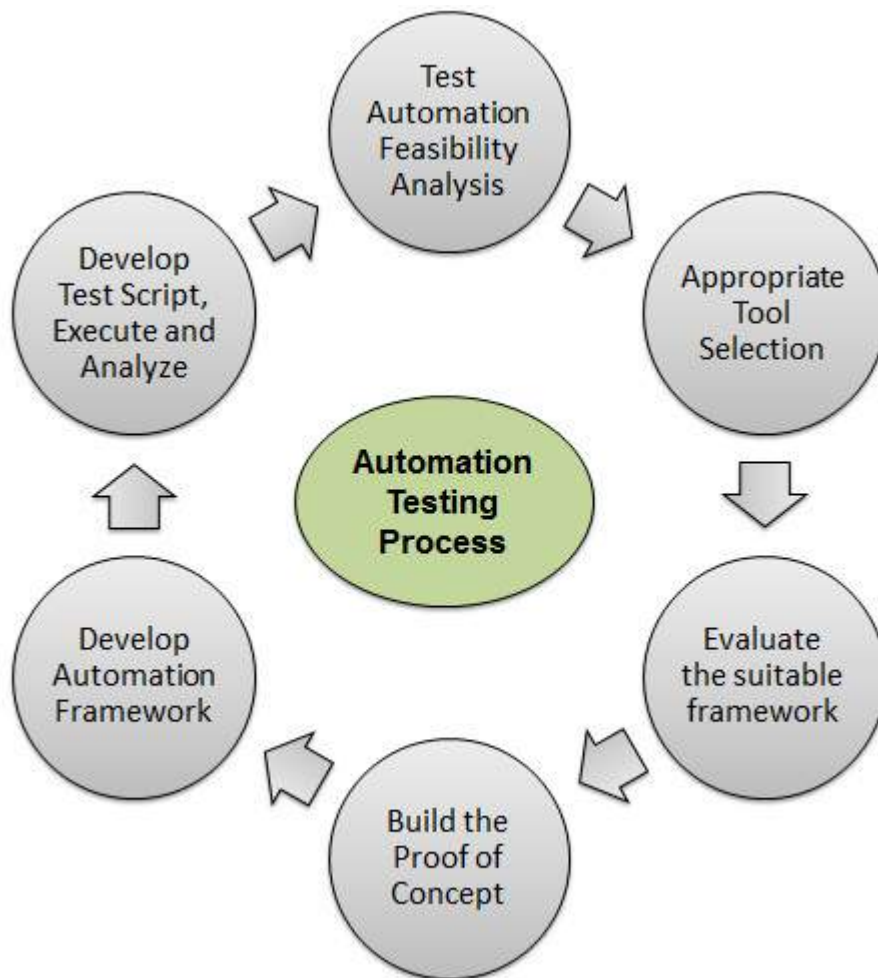 Test
Automation
Feasibility
Analysis
Appropriate
Tool
Selection
Evaluate
the suitable
framework
Build the
Proof of
Concept
Develop
Automation
Framework
Develop
Test Script,
Execute and
Analyze
Automation
Testing
Process